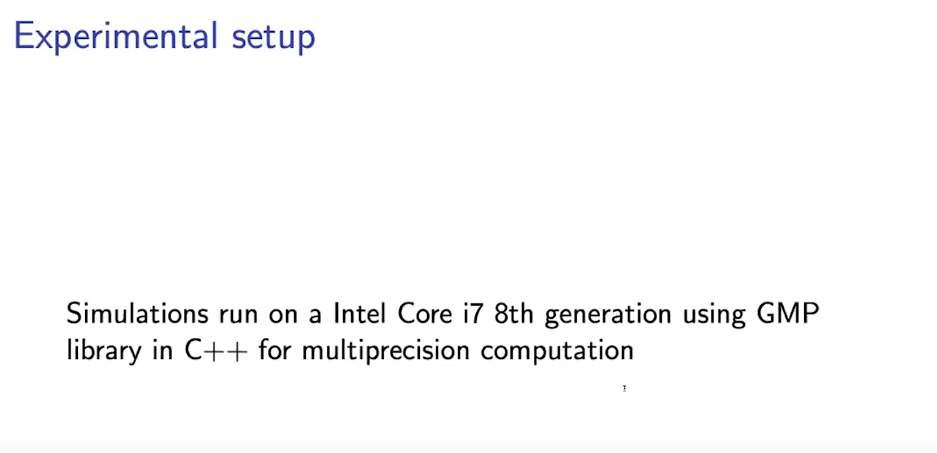 Experimental setup
Simulations run on a Intel Core i7 8th generation using GMP
library in C++ for multiprecision computation